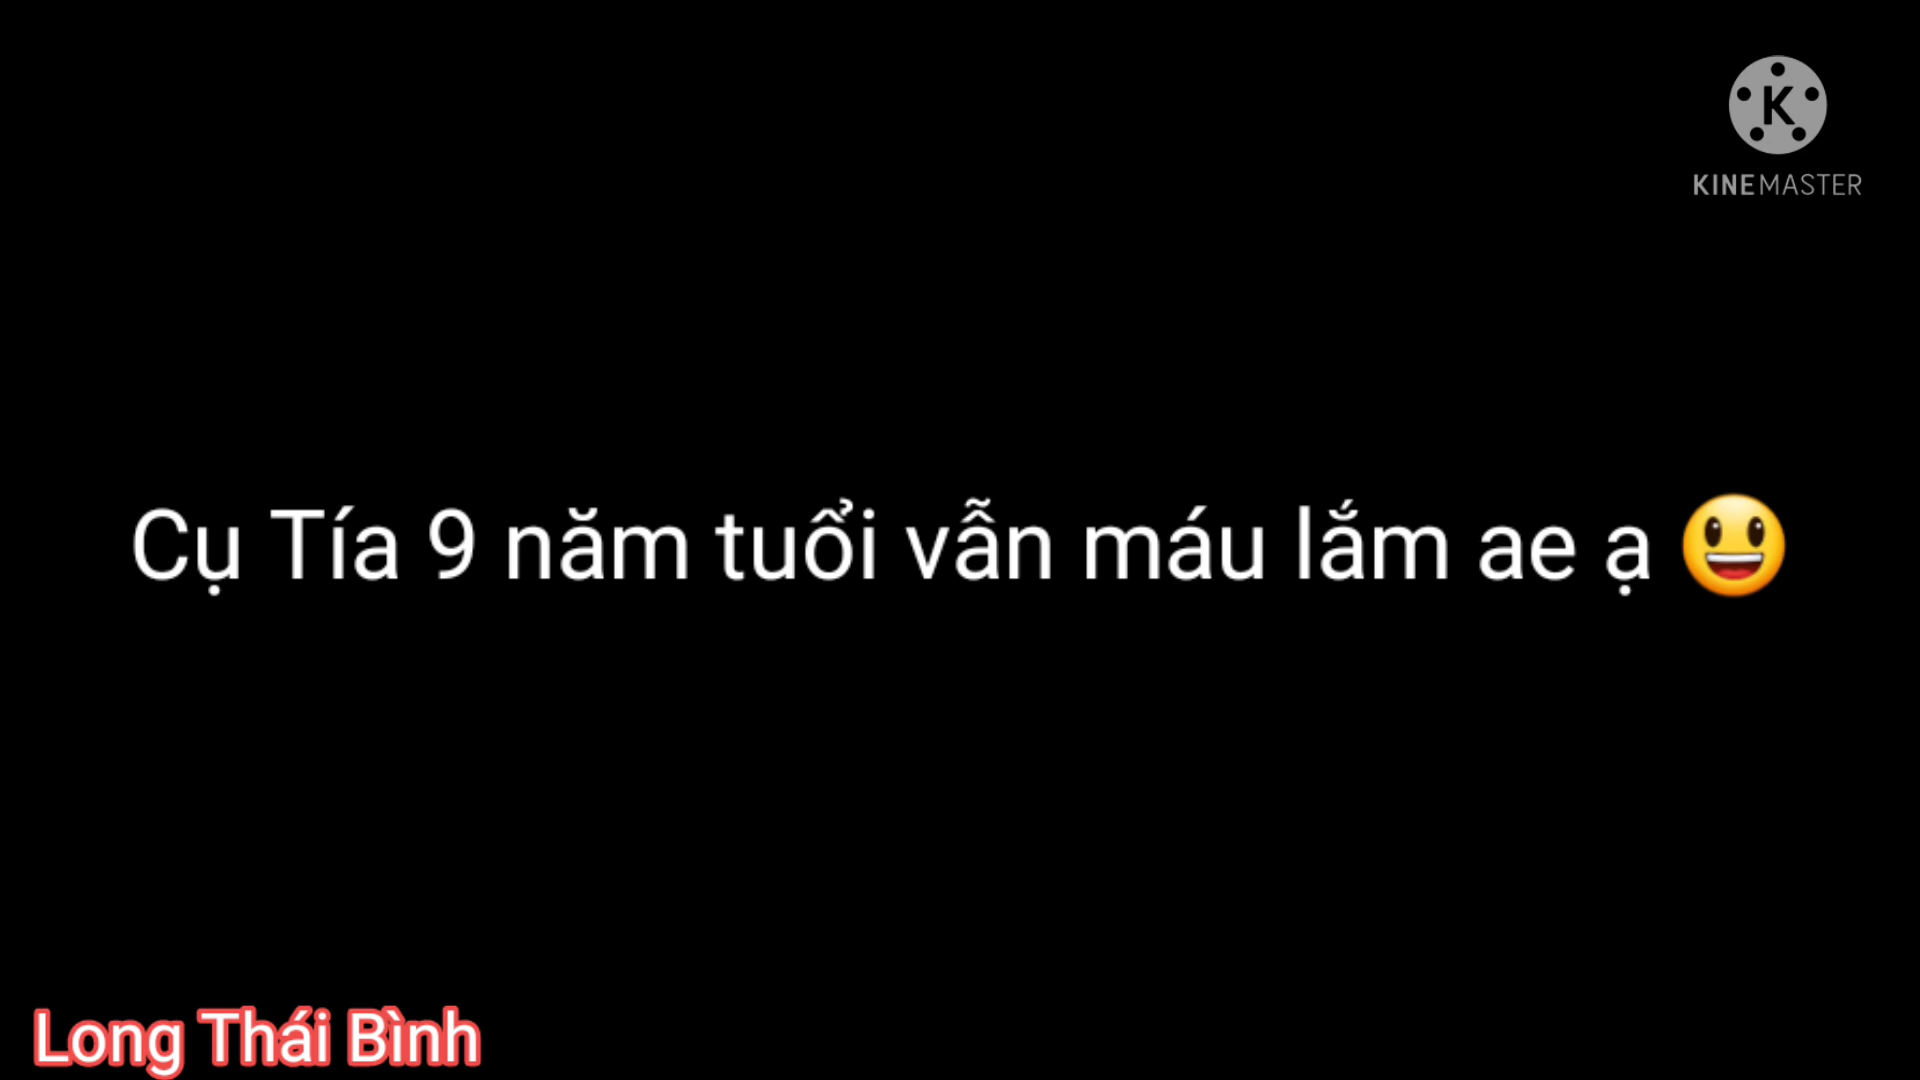 KINEMASTER
Cụ Tía 9 năm tuổi vẫn máu lắm ae ạ 😃
Long Thái Bình